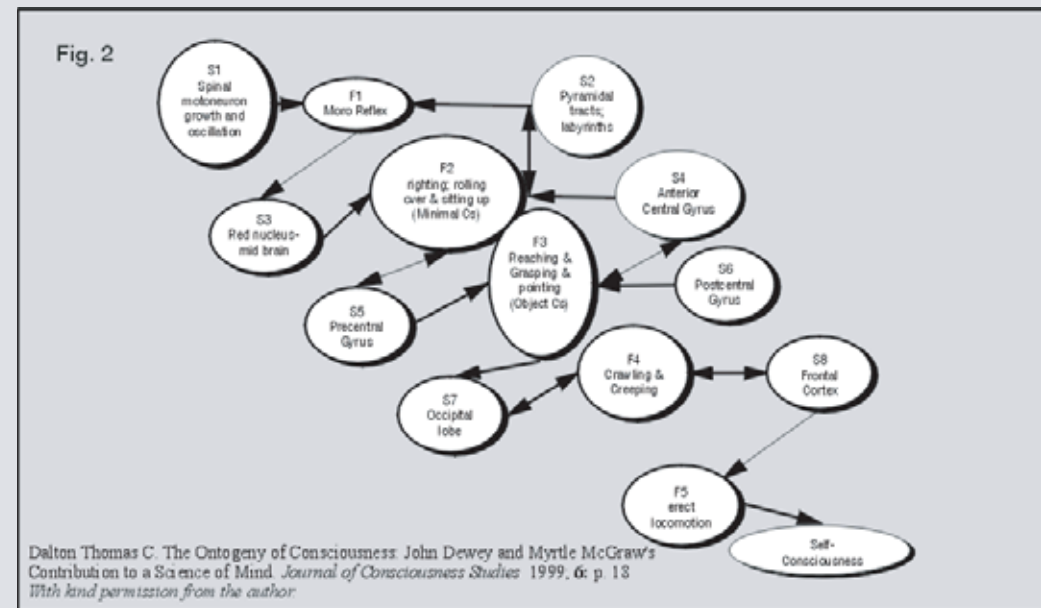 Fig. 2
S1
Spinal
motoneuron
growth and
oscillation
F1
Moro Reflex
S2
Pyramidal
tracts;
labyrinths
F2
righting; rolling
over & sitting up
(Minimal Cs)
S4
Anterior
Central Gyrus
S3
Red nucleus-
mid brain
F3
Reaching &
Grasping &
pointing
(Object Cs)
S6
Postcentral
Gyrus
S5
Precentral
Gyrus
F4
Crawling &
Creeping
S8
Frontal
Cortex
S7
Occipital
lobe
F5
erect
locomotion
Self-
Consciousness
Dalton Thomas C. The Ontogeny of Consciousness: John Dewey and Myrtle McGraw's
Contribution to a Science of Mind. Journal of Consciousness Studies 1999, 6: p. 18
With kind permission from the author.